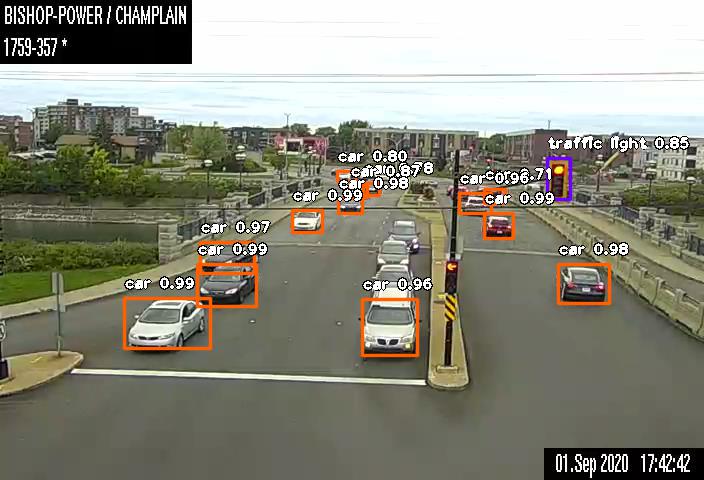 BISHOP-POWER / CHAMPLAIN
1759-357 *
traffic light 0.85
car 0.80
78
0.87
car 0.98
.71
car 0.96
car 0.99
car 0.99
car 0.97
car 0.99
car 0.98
car 0.99
car 0.96
01.Sep 2020 17:42:42